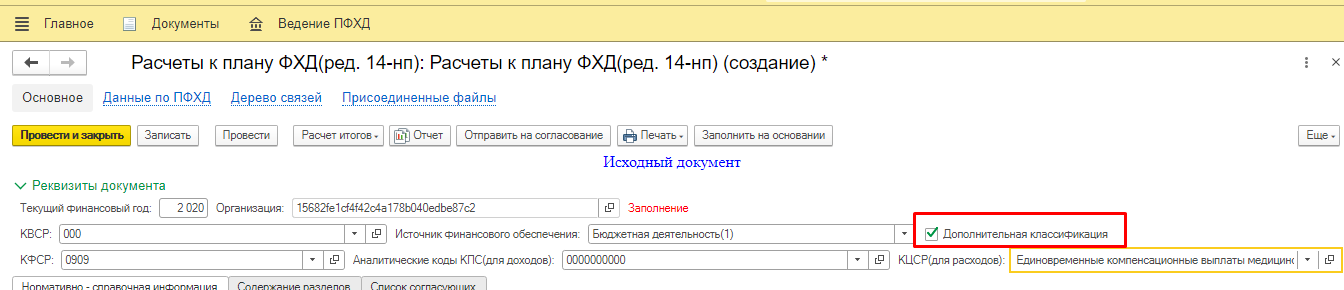 Главное Документы Ведение ПФХД
Расчеты к плану ФХД(ред. 14-нп): Расчеты к плану ФХД(ред. 14-нп) (создание) *
Основное Данные по ПФХД Дерево связей Присоединенные файлы
Провести и закрыть Записать Провести Расчет итогов Отчет Отправить на согласование Печать Заполнить на основании Еще
Исходный документ
Реквизиты документа
Текущий финансовый год: 2 020 Организация: 15682fe1cf4f42c4a178b040edbe87c2 Заполнение
КВСР: 000 Источник финансового обеспечения: Бюджетная деятельность(1) Дополнительная классификация
КФСР: 0909 Аналитические коды КПС(для доходов): 0000000000 КЦСР(для расходов): Единовременные компенсационные выплаты медицинс
Нормативно - справочная информация Содержание разделов Список согласующих